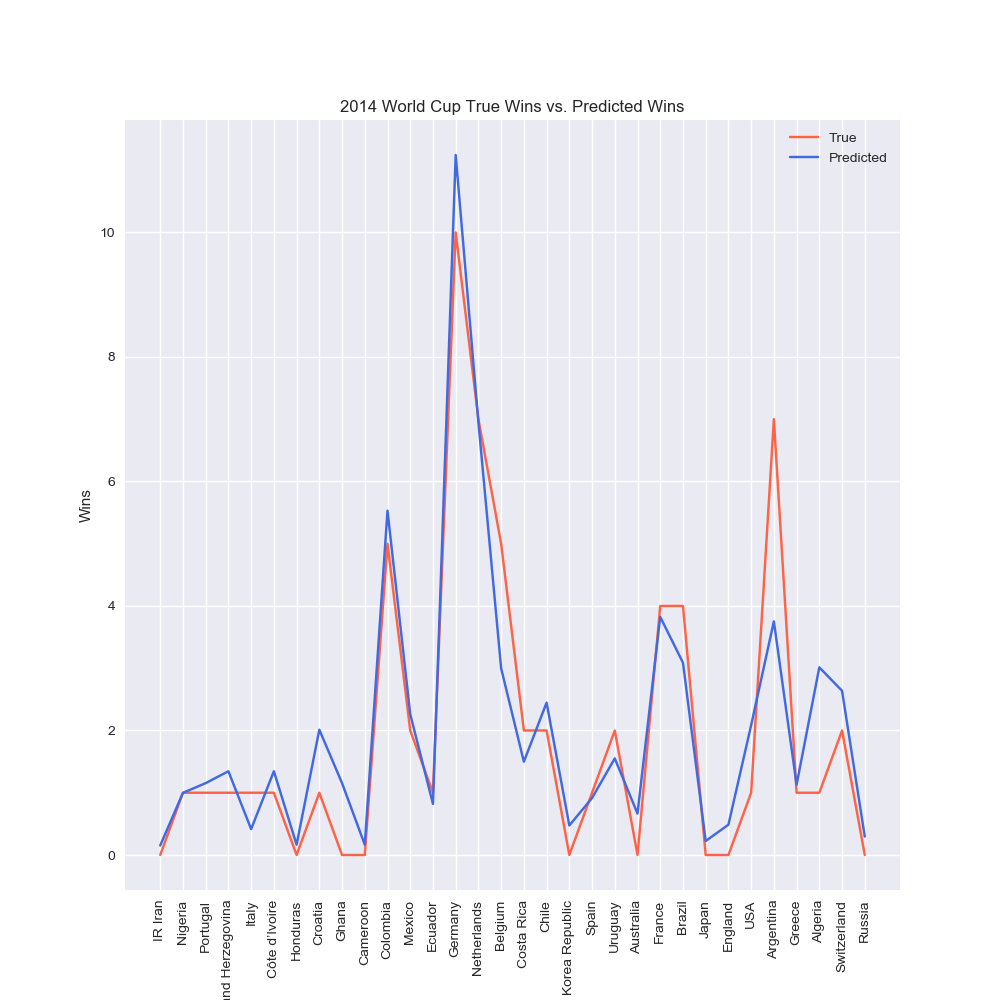 2014 World Cup True Wins vs. Predicted Wins
True
Predicted
Wins
10
8
6
4
2
0
IR Iran
Nigeria
Portugal
and Herzegovina
Italy
Côte d'Ivoire
Honduras
Croatia
Ghana
Cameroon
Colombia
Mexico
Ecuador
Germany
Netherlands
Belgium
Costa Rica
Chile
Korea Republic
Spain
Uruguay
Australia
France
Brazil
Japan
England
USA
Argentina
Greece
Algeria
Switzerland
Russia